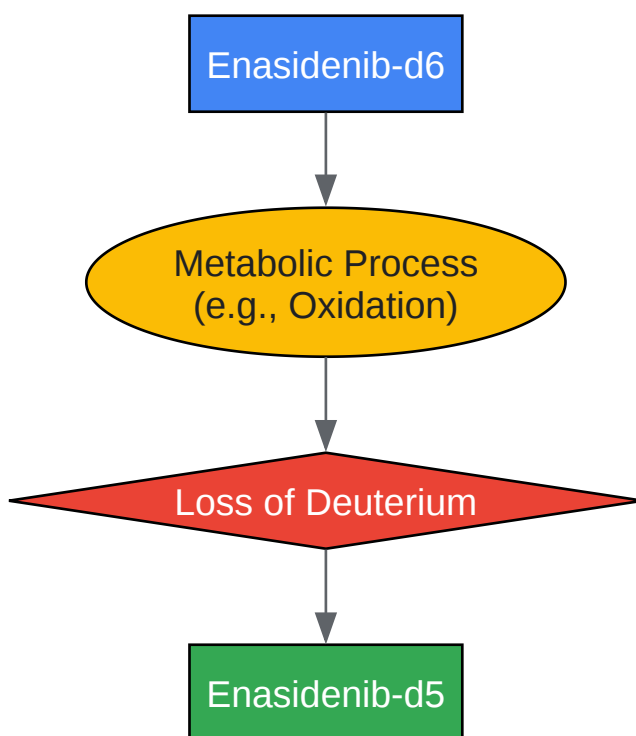 Enasidenib-d6
Metabolic Process
(e.g., Oxidation)
Loss of Deuterium
Enasidenib-d5